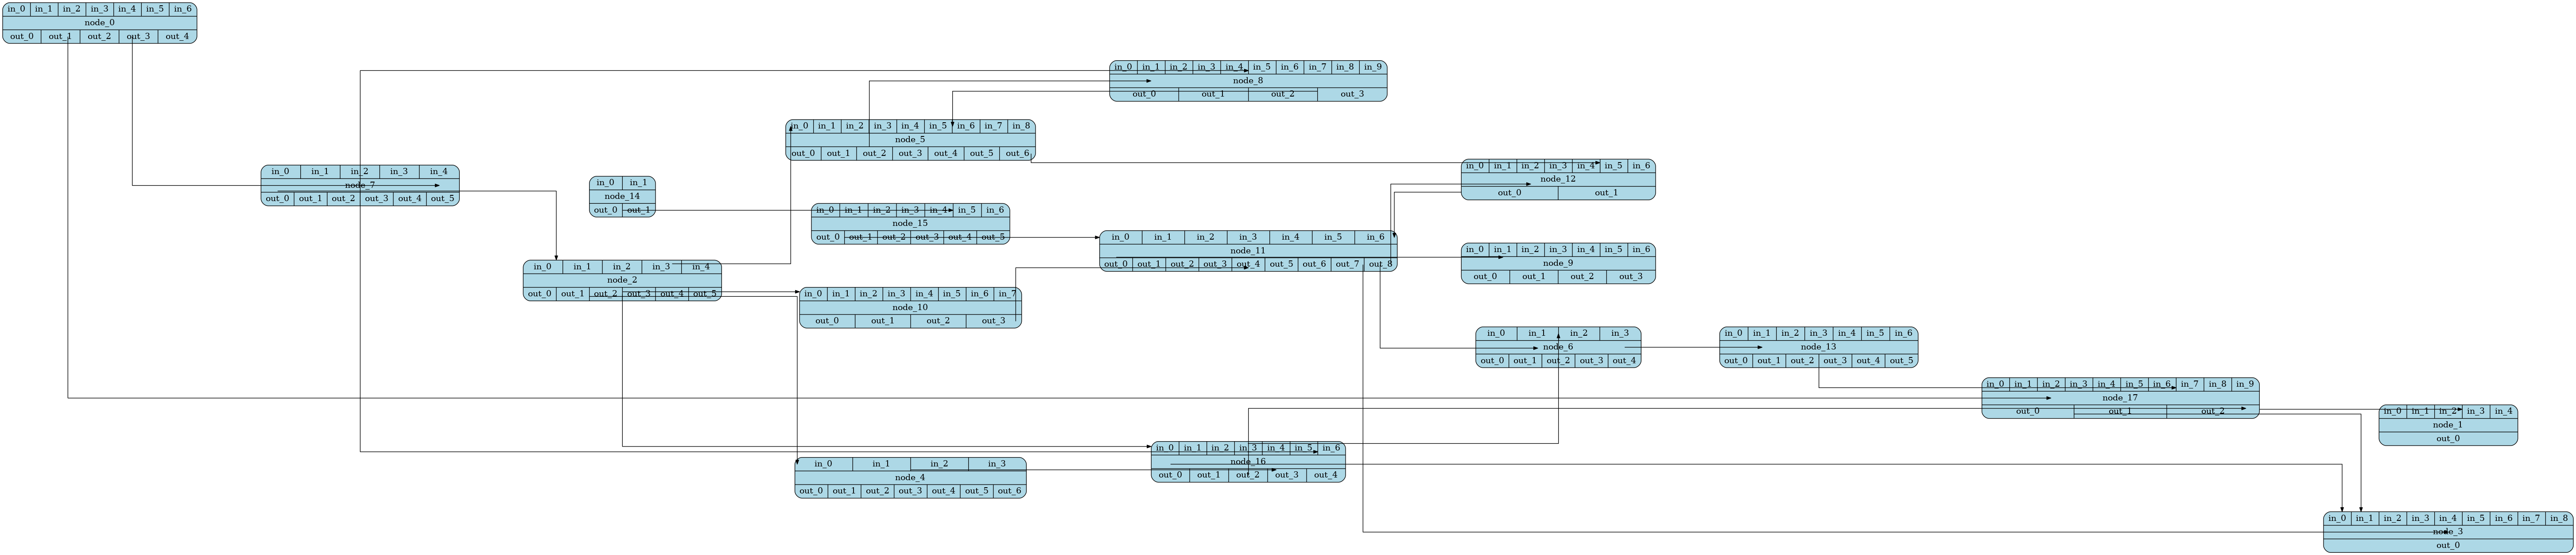 in_0 in_1 in_2 in_3 in_4 in_5 in_6
node_0
out_0 out_1 out_2 out_3 out_4
in_0 in_1 in_2 in_3 in_4 in_5 in_6 in_7 in_8 in_9
node_8
out_0 out_1 out_2 out_3
in_0 in_1 in_2 in_3 in_4 in_5 in_6 in_7 in_8
node_5
out_0 out_1 out_2 out_3 out_4 out_5 out_6
in_0 in_1 in_2 in_3 in_4 in_5 in_6
node_12
out_0 out_1
in_0 in_1 in_2 in_3 in_4
node_7
out_0 out_1 out_2 out_3 out_4 out_5
in_0 in_1
node_14
out_0 out_1
in_0 in_1 in_2 in_3 in_4 in_5 in_6
node_15
out_0 out_1 out_2 out_3 out_4 out_5
in_0 in_1 in_2 in_3 in_4 in_5 in_6
node_11
out_0 out_1 out_2 out_3 out_4 out_5 out_6 out_7 out_8
in_0 in_1 in_2 in_3 in_4 in_5 in_6
node_9
out_0 out_1 out_2 out_3
in_0 in_1 in_2 in_3 in_4
node_2
out_0 out_1 out_2 out_3 out_4 out_5
in_0 in_1 in_2 in_3 in_4 in_5 in_6 in_7
node_10
out_0 out_1 out_2 out_3
in_0 in_1 in_2 in_3
node_6
out_0 out_1 out_2 out_3 out_4
in_0 in_1 in_2 in_3 in_4 in_5 in_6
node_13
out_0 out_1 out_2 out_3 out_4 out_5
in_0 in_1 in_2 in_3 in_4 in_5 in_6 in_7 in_8 in_9
node_17
out_0 out_1 out_2
in_0 in_1 in_2 in_3 in_4
node_1
out_0
in_0 in_1 in_2 in_3 in_4 in_5 in_6
node_16
out_0 out_1 out_2 out_3 out_4
in_0 in_1 in_2 in_3
node_4
out_0 out_1 out_2 out_3 out_4 out_5 out_6
in_0 in_1 in_2 in_3 in_4 in_5 in_6 in_7 in_8
node_3
out_0